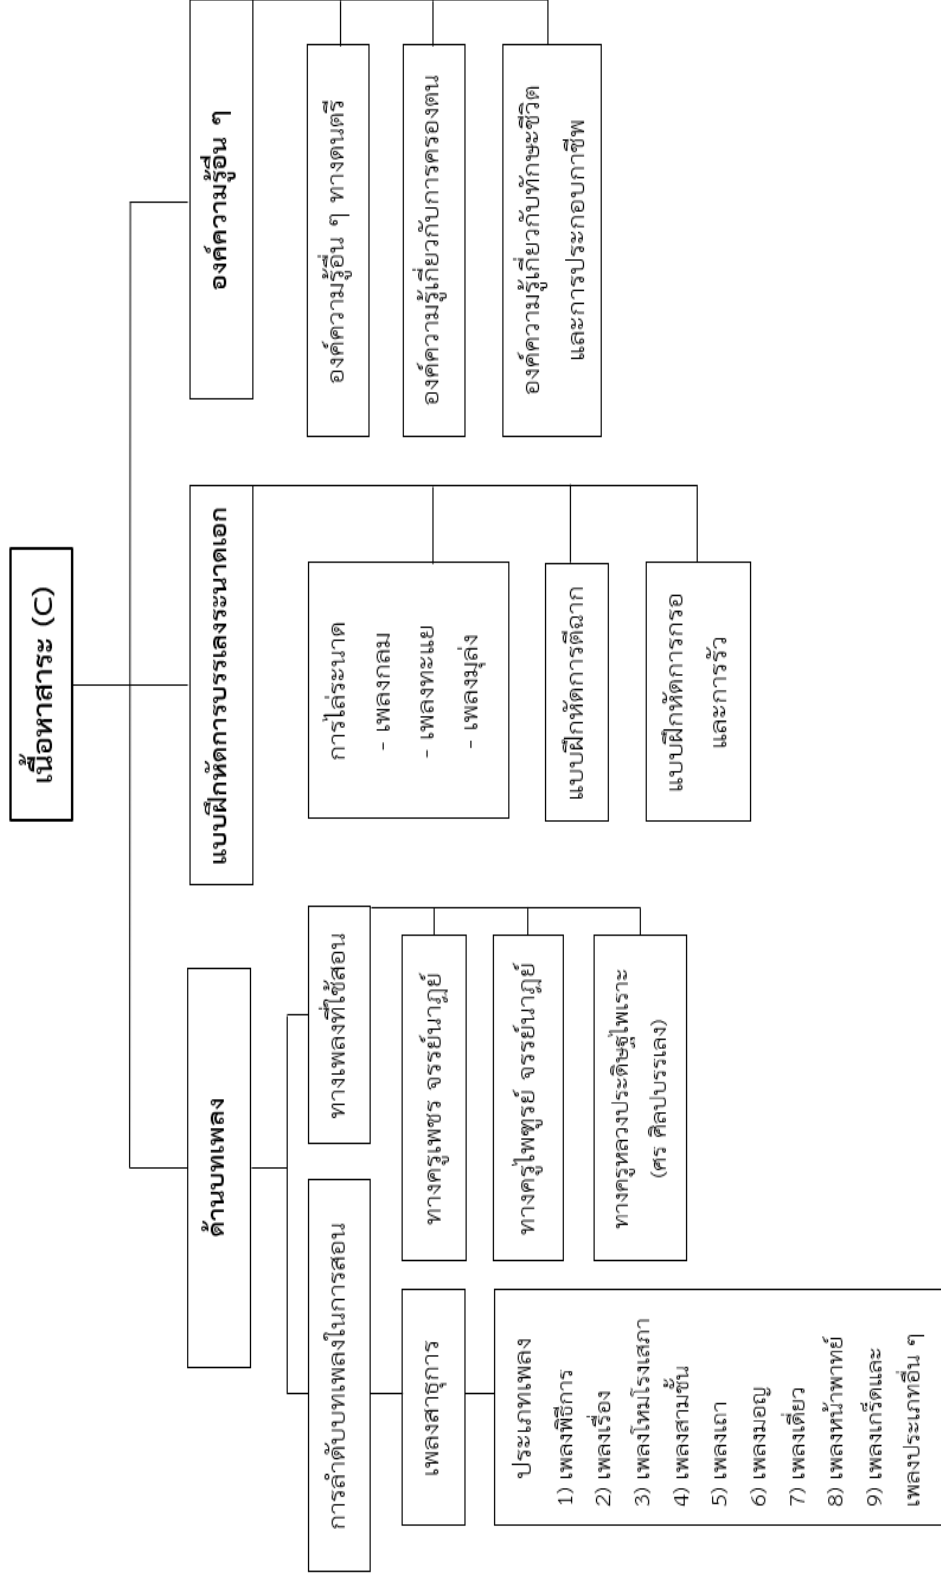 เนื้อหาสาระ (C)
ด้านบทเพลง
การลำดับบทเพลงในการสอน
เพลงสาธุการ
ประเภทเพลง
1) เพลงพิธีการ
2) เพลงเรื่อง
3) เพลงโหมโรงเสภา
4) เพลงสามชั้น
5) เพลงเถา
6) เพลงมอญ
7) เพลงเดี่ยว
8) เพลงหน้าพาทย์
9) เพลงเกร็ดและ
เพลงประเภทอื่น ๆ
ทางเพลงที่ใช้สอน
ทางครูเพชร จรรย์นาฏย์
ทางครูไพฑูรย์ จรรย์นาฏย์
ทางครูหลวงประดิษฐไพเราะ
(ศร ศิลปบรรเลง)
แบบฝึกหัดการบรรเลงระนาดเอก
การไล่ระนาด
- เพลงกลม
- เพลงทะแย
- เพลงมุล่ง
แบบฝึกหัดการตีฉาก
แบบฝึกหัดการกรอ
และการรัว
องค์ความรู้อื่น ๆ
องค์ความรู้อื่น ๆ ทางดนตรี
องค์ความรู้เกี่ยวกับการครองตน
องค์ความรู้เกี่ยวกับทักษะชีวิต
และการประกอบกาชีพ